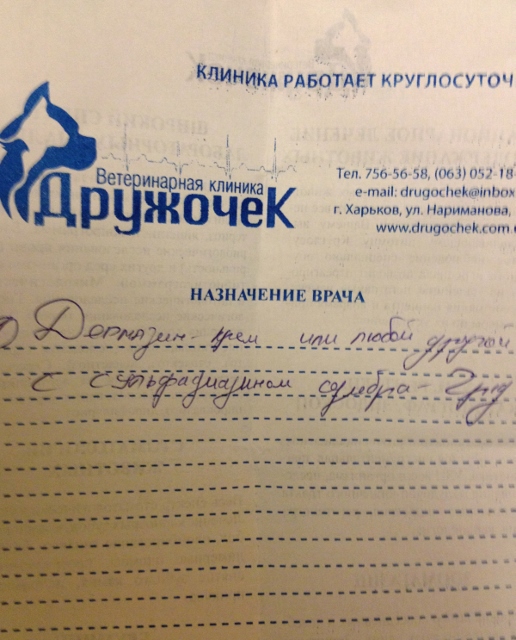 КЛИНИКА РАБОТАЕТ КРУГЛОСУТОЧ
Ветеринарная клиника
Дружочек
Тел. 756-56-58, (063) 052-18-
e-mail: drugochek@inbox
г. Харьков, ул. Нариманова,
www.drugochek.com.
НАЗНАЧЕНИЕ ВРАЧА
Дермазин-крем или любой другой
с сульфадиазином серебра-